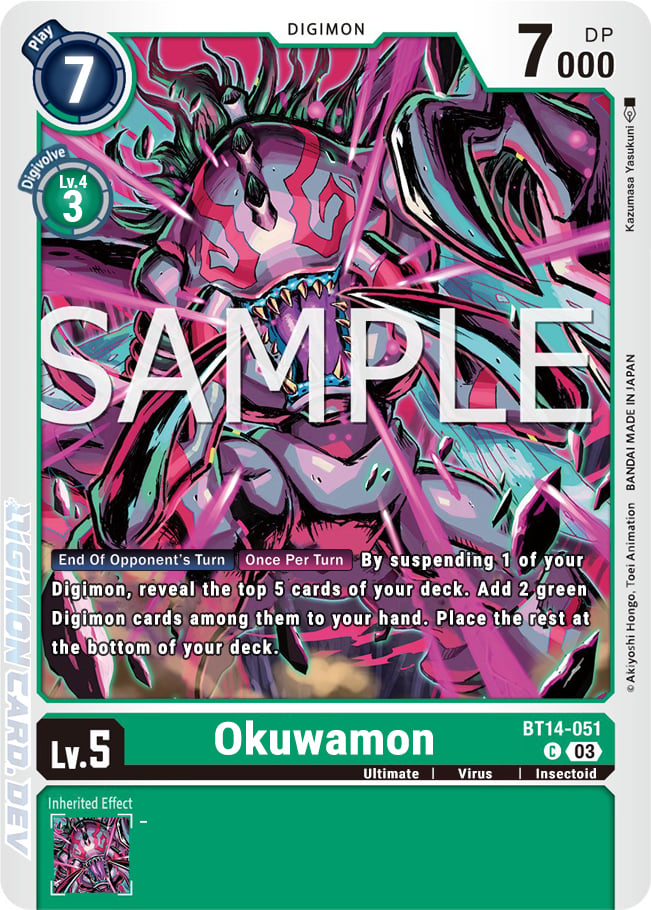 Play
7
DIGIMON
7000
DP
Digivolve
Lv.4
3
Kazumasa Yasukuni
SAMPLE
BANDAI MADE IN JAPAN
© Akiyoshi Hongo, Toei Animation
End Of Opponent's Turn Once Per Turn By suspending 1 of your
Digimon, reveal the top 5 cards of your deck. Add 2 green
Digimon cards among them to your hand. Place the rest at
the bottom of your deck.
DIGIMONCARD.DEV
Lv.5
Okuwamon
BT14-051
C 03
Ultimate | Virus | Insectoid
Inherited Effect
-